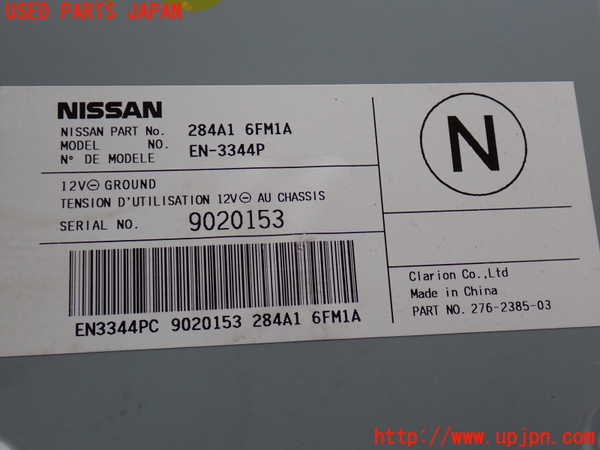 USED PARTS JAPAN
NISSAN
NISSAN PART No. 284A1 6FM1A
MODEL NO. EN-3344P
N° DE MODELE
12V⊖ GROUND
TENSION D'UTILISATION 12V⊖ AU CHASSIS
SERIAL NO. 9020153
EN3344PC 9020153 284A1 6FM1A
N
Clarion Co.,Ltd
Made in China
PART NO. 276-2385-03
http://www.upjpn.com/